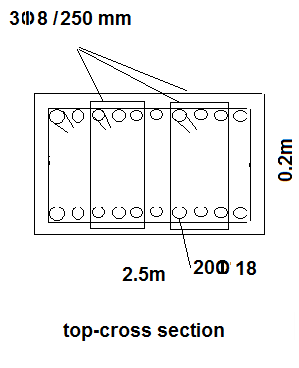 3Φ8 /250 mm
0.2m
2.5m
20Φ18
top-cross section